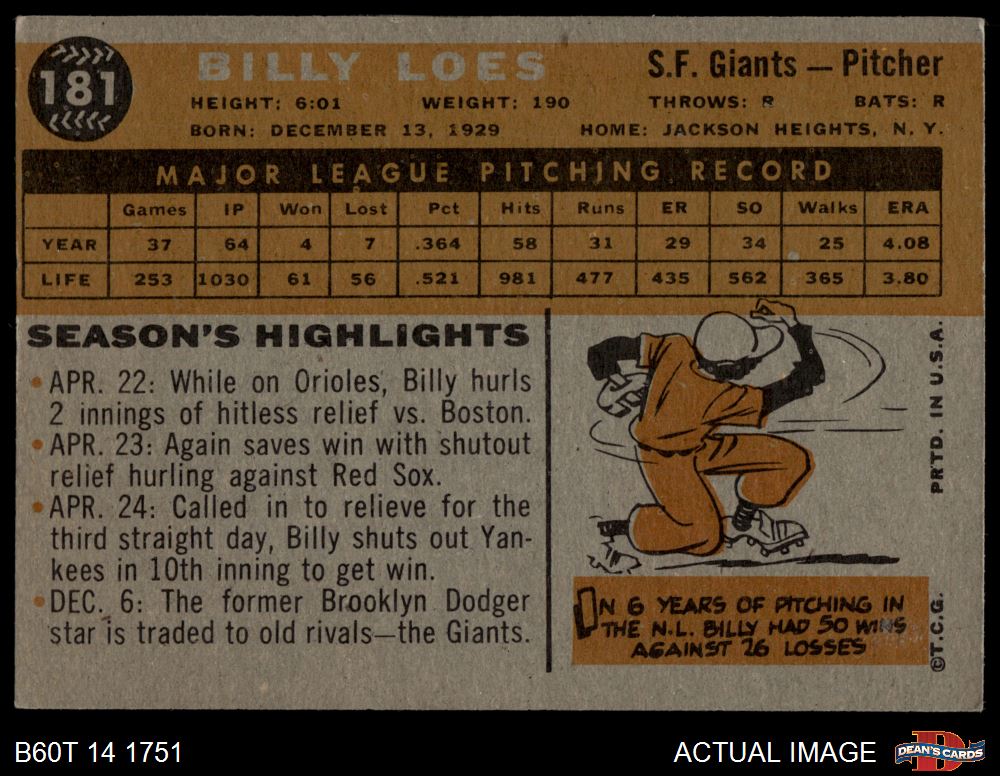 181
BILLY LOES
S.F. Giants — Pitcher
HEIGHT: 6:01 WEIGHT: 190 THROWS: R BATS: R
BORN: DECEMBER 13, 1929 HOME: JACKSON HEIGHTS, N. Y.
MAJOR LEAGUE PITCHING RECORD
Games IP Won Lost Pct Hits Runs ER SO Walks ERA
YEAR 37 64 4 7 .364 58 31 29 34 25 4.08
LIFE 253 1030 61 56 .521 981 477 435 562 365 3.80
SEASON'S HIGHLIGHTS
• APR. 22: While on Orioles, Billy hurls
2 innings of hitless relief vs. Boston.
• APR. 23: Again saves win with shutout
relief hurling against Red Sox.
• APR. 24: Called in to relieve for the
third straight day, Billy shuts out Yan-
kees in 10th inning to get win.
• DEC. 6: The former Brooklyn Dodger
star is traded to old rivals—the Giants.
IN 6 YEARS OF PITCHING IN
THE N.L. BILLY HAD 50 WINS
AGAINST 26 LOSSES
©T.C.G. PRTD. IN U.S.A.
B60T 14 1751
ACTUAL IMAGE
DEAN'S CARDS